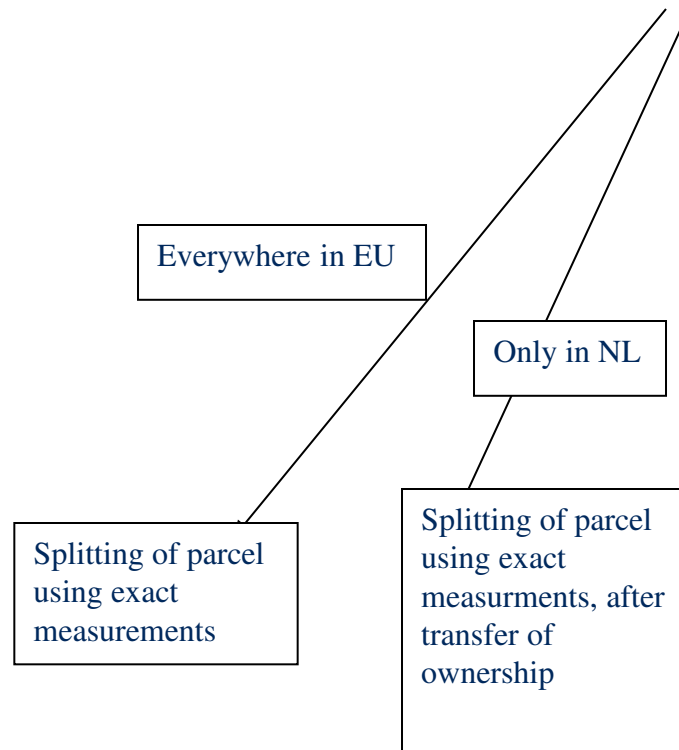 Everywhere in EU
Only in NL
Splitting of parcel
using exact
measurements
Splitting of parcel
using exact
measurments, after
transfer of
ownership